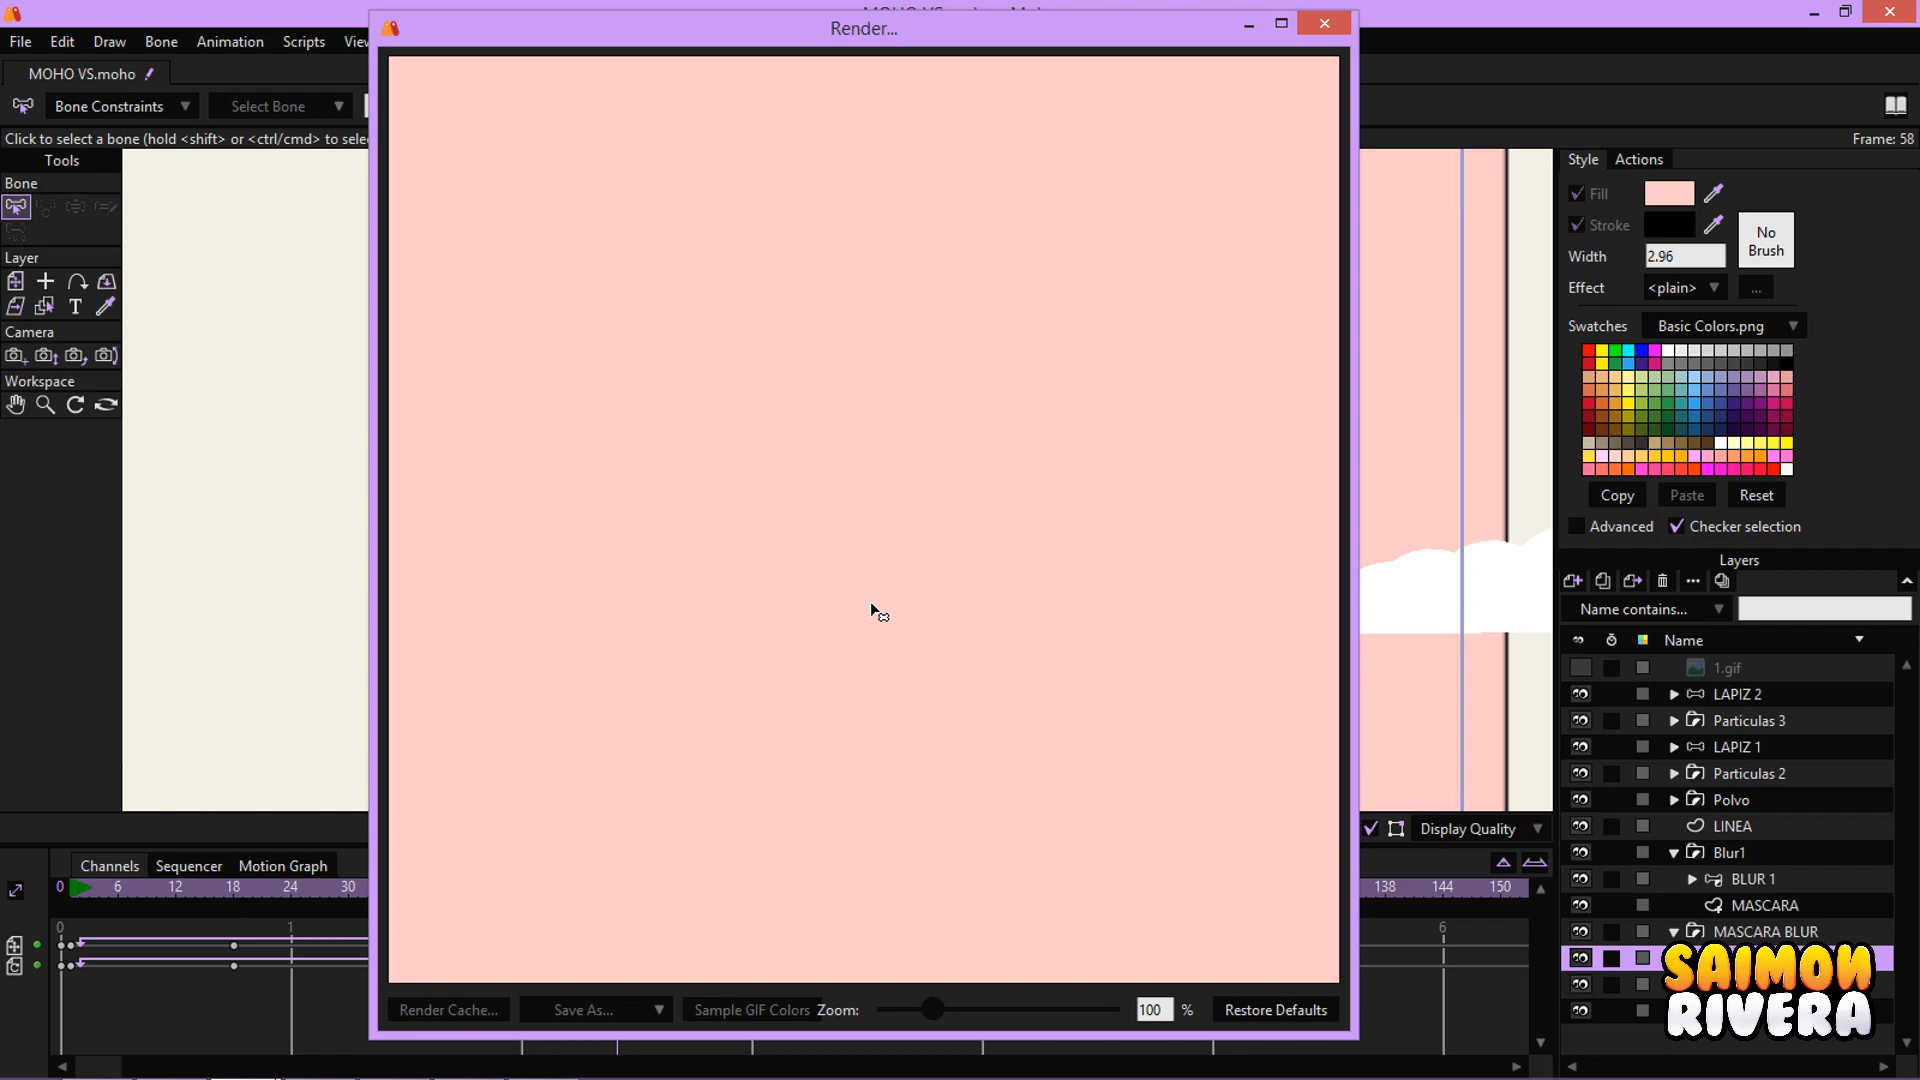 Render...
File Edit Draw Bone Animation Scripts
MOHO VS.moho
Bone Constraints Select Bone
Click to select a bone (hold <shift> or <ctrl/cmd> to
Frame: 58
Tools
Bone
Layer
T
Camera
Workspace
Style Actions
Fill
Stroke
No Brush
Width 2.96
Effect <plain> ...
Swatches Basic Colors.png
Copy Paste Reset
Advanced Checker selection
Layers
Name contains...
Name
1.gif
LAPIZ 2
Particulas 3
LAPIZ 1
Particulas 2
Polvo
LINEA
Blur1
BLUR 1
MASCARA
MASCARA BLUR
SAIMON
RIVERA
Display Quality
Channels Sequencer Motion Graph
0 6 12 18 24 30 138 144 150
0 1 6
Render Cache... Save As... Sample GIF Colors Zoom: 100 % Restore Defaults